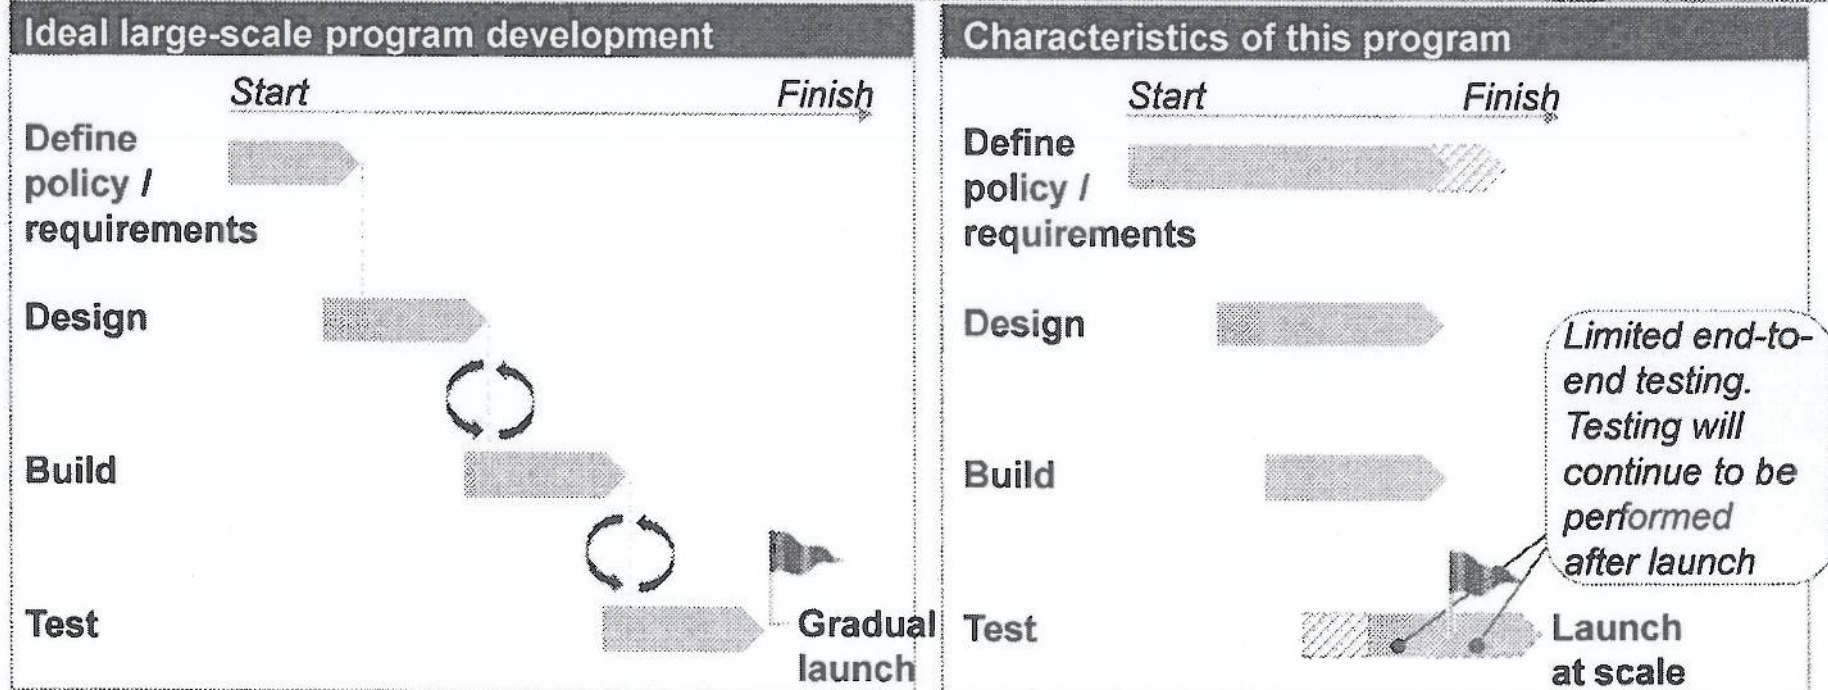 Ideal large-scale program development
Start
Finish
Define
policy /
requirements
Design
Build
Test
Gradual
launch
Characteristics of this program
Start
Finish
Define
policy /
requirements
Design
Build
Test
Limited end-to-
end testing.
Testing will
continue to be
performed
after launch
Launch
at scale